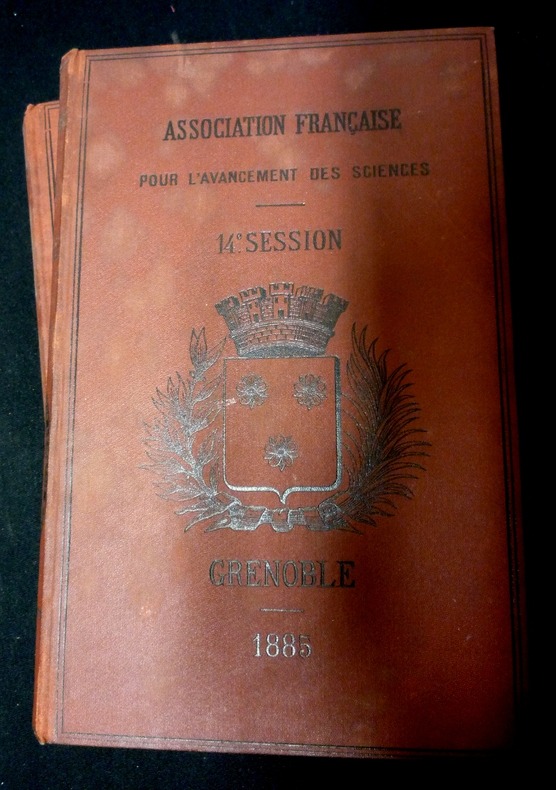 ASSOCIATION FRANÇAISE
POUR L'AVANCEMENT DES SCIENCES
14e SESSION
GRENOBLE
1885